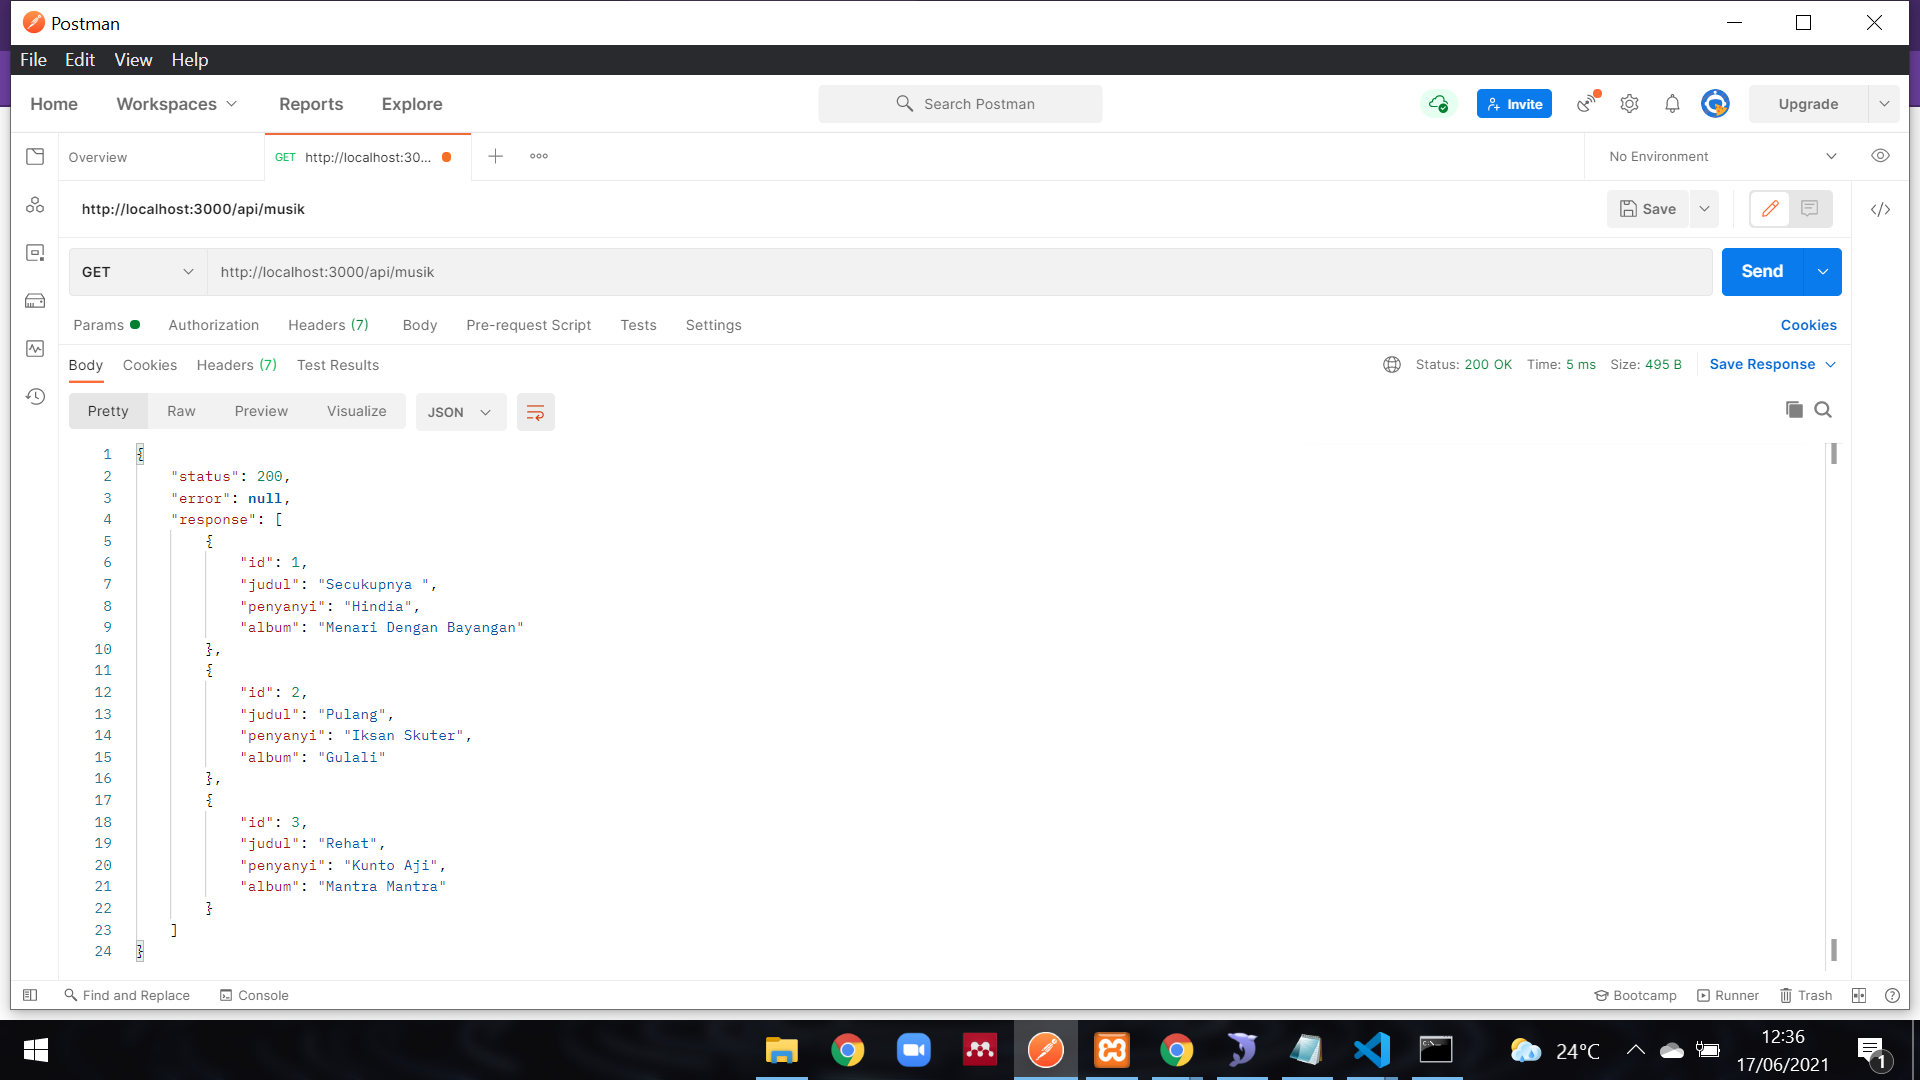 Postman
File Edit View Help
Home Workspaces Reports Explore Search Postman Invite Upgrade
Overview GET http://localhost:30... No Environment
http://localhost:3000/api/musik Save
GET http://localhost:3000/api/musik Send
Params Authorization Headers (7) Body Pre-request Script Tests Settings Cookies
Body Cookies Headers (7) Test Results Status: 200 OK Time: 5 ms Size: 495 B Save Response
Pretty Raw Preview Visualize JSON
1 {
2 "status": 200,
3 "error": null,
4 "response": [
5 {
6 "id": 1,
7 "judul": "Secukupnya ",
8 "penyanyi": "Hindia",
9 "album": "Menari Dengan Bayangan"
10 },
11 {
12 "id": 2,
13 "judul": "Pulang",
14 "penyanyi": "Iksan Skuter",
15 "album": "Gulali"
16 },
17 {
18 "id": 3,
19 "judul": "Rehat",
20 "penyanyi": "Kunto Aji",
21 "album": "Mantra Mantra"
22 }
23 ]
24 }
Find and Replace Console Bootcamp Runner Trash
24°C 12:36
17/06/2021 1